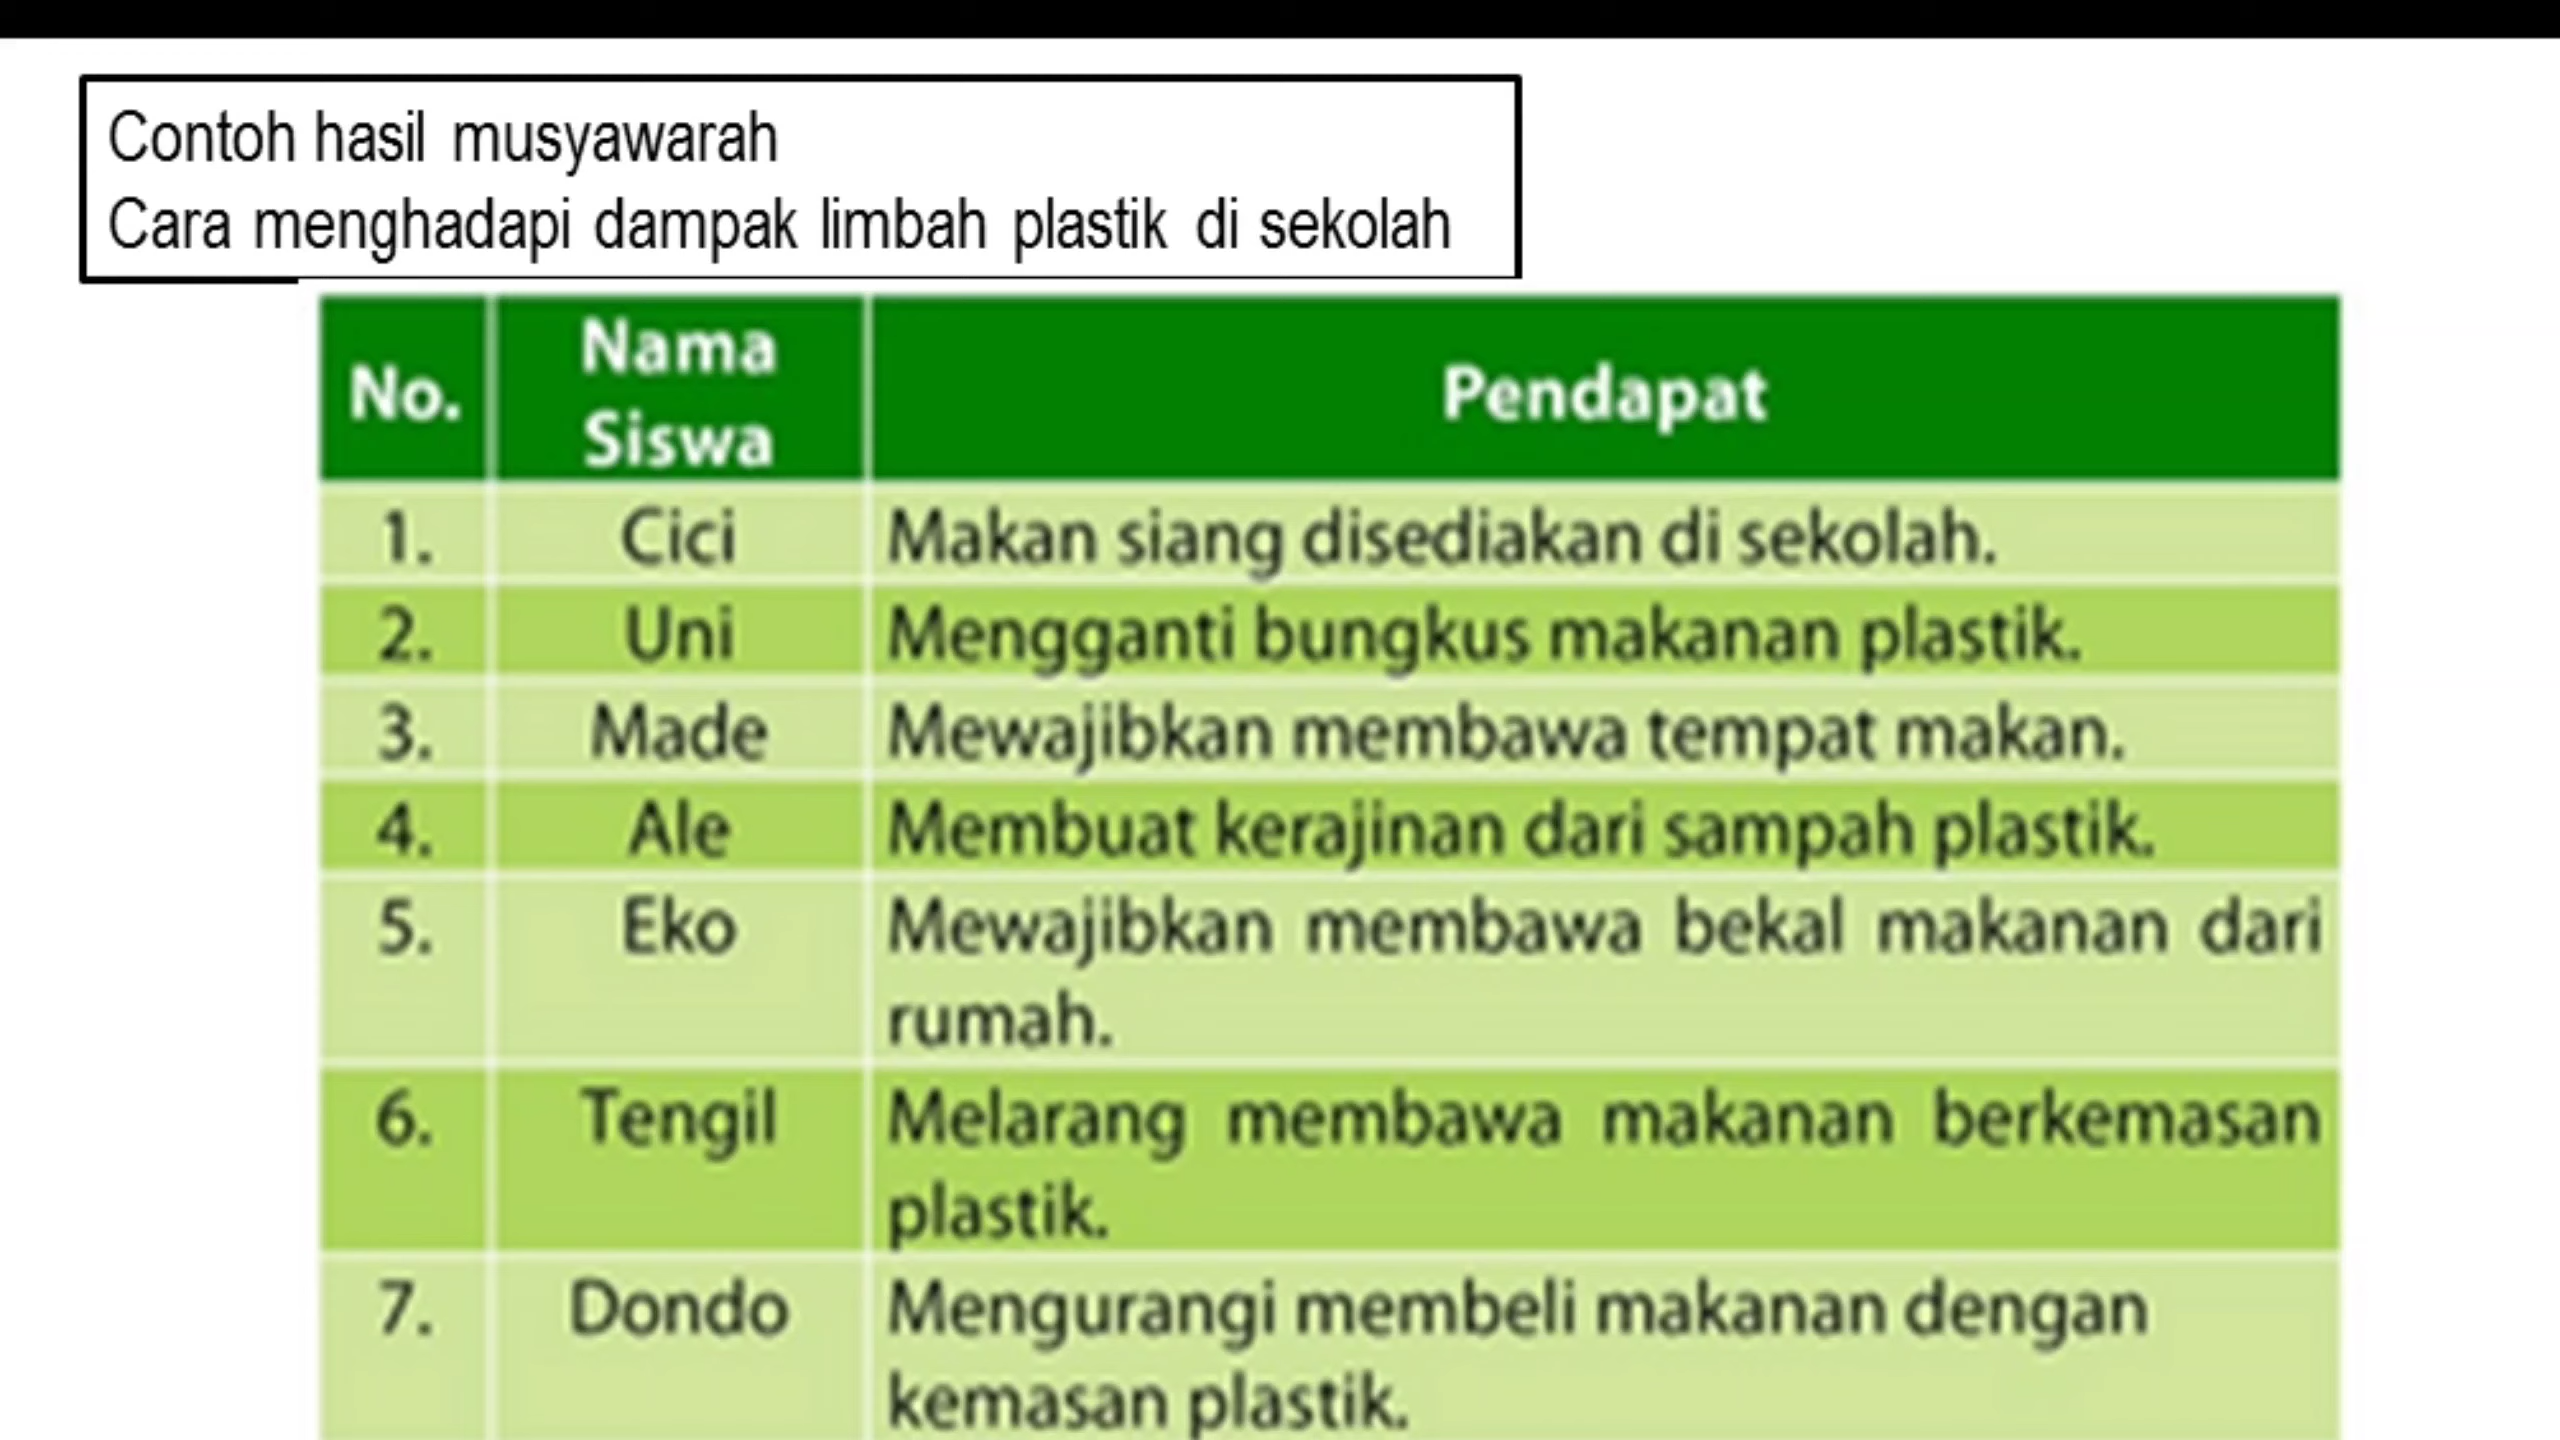 Contoh hasil musyawarah
Cara menghadapi dampak limbah plastik di sekolah
No. Nama Siswa Pendapat
1. Cici Makan siang disediakan di sekolah.
2. Uni Mengganti bungkus makanan plastik.
3. Made Mewajibkan membawa tempat makan.
4. Ale Membuat kerajinan dari sampah plastik.
5. Eko Mewajibkan membawa bekal makanan dari
rumah.
6. Tengil Melarang membawa makanan berkemasan
plastik.
7. Dondo Mengurangi membeli makanan dengan
kemasan plastik.